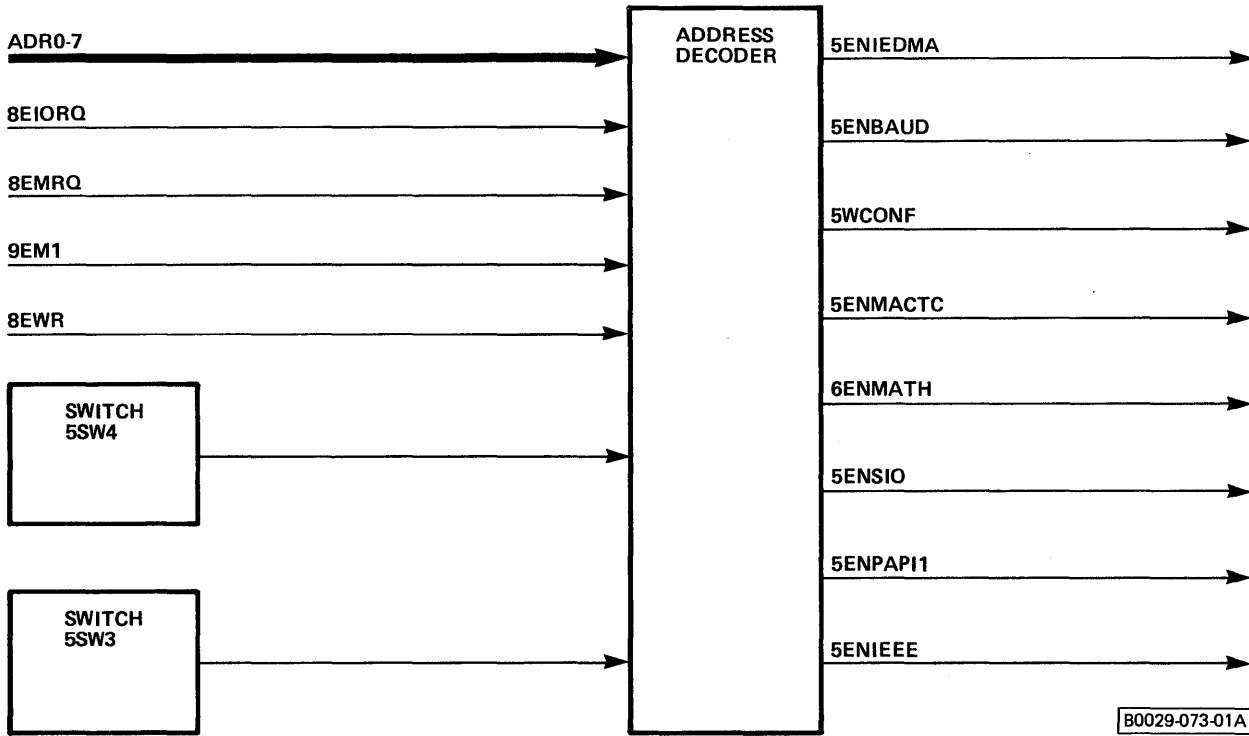 ADR0-7
8EIORQ
8EMRQ
9EM1
8EWR
SWITCH
5SW4
SWITCH
5SW3
ADDRESS
DECODER
5ENIEDMA
5ENBAUD
5WCONF
5ENMACTC
6ENMATH
5ENSIO
5ENPAPI1
5ENIEEE
B0029-073-01A